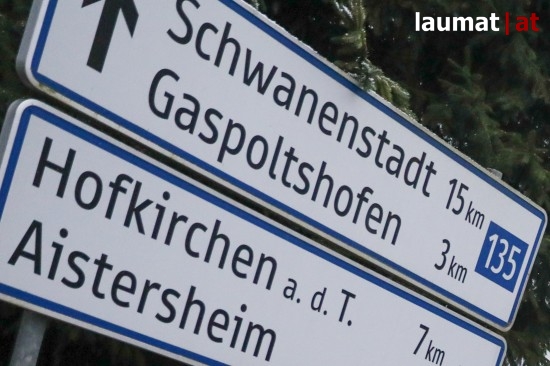 laumat|at
Schwanenstadt 15 km
Gaspoltshofen 3 km
135
Hofkirchen a. d. T. 7 km
Aistersheim